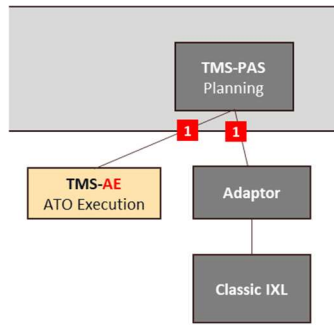 TMS-PAS
Planning
1 1
TMS-AE
ATO Execution
Adaptor
Classic IXL